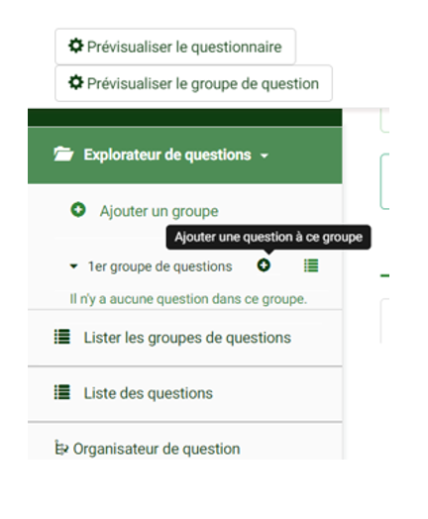 Prévisualiser le questionnaire
Prévisualiser le groupe de question
Explorateur de questions
Ajouter un groupe
Ajouter une question à ce groupe
1er groupe de questions
Il n'y a aucune question dans ce groupe.
Lister les groupes de questions
Liste des questions
Organisateur de question